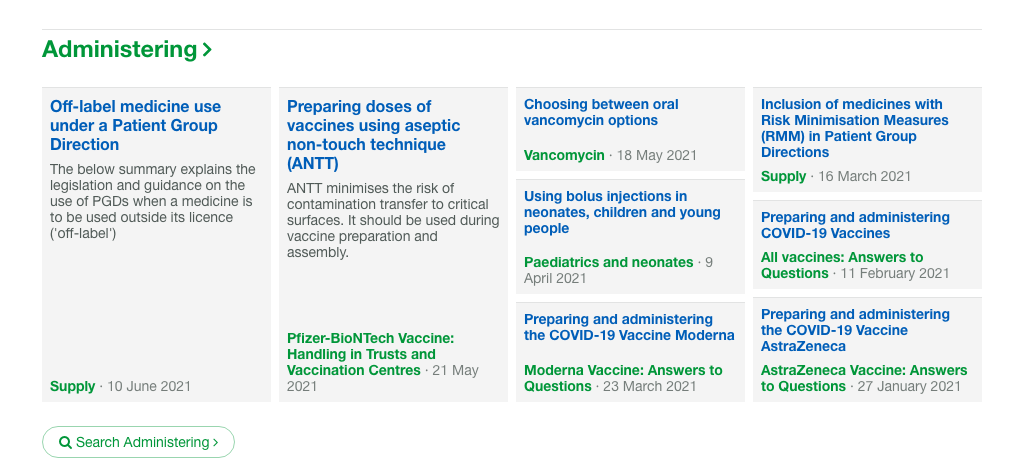 Administering
Off-label medicine use
under a Patient Group
Direction
The below summary explains the
legislation and guidance on the
use of PGDs when a medicine is
to be used outside its licence
('off-label')
Supply · 10 June 2021
Preparing doses of
vaccines using aseptic
non-touch technique
(ANTT)
ANTT minimises the risk of
contamination transfer to critical
surfaces. It should be used during
vaccine preparation and
assembly.
Pfizer-BioNTech Vaccine:
Handling in Trusts and
Vaccination Centres · 21 May
2021
Choosing between oral
vancomycin options
Vancomycin · 18 May 2021
Using bolus injections in
neonates, children and young
people
Paediatrics and neonates · 9
April 2021
Preparing and administering
the COVID-19 Vaccine Moderna
Moderna Vaccine: Answers to
Questions · 23 March 2021
Inclusion of medicines with
Risk Minimisation Measures
(RMM) in Patient Group
Directions
Supply · 16 March 2021
Preparing and administering
COVID-19 Vaccines
All vaccines: Answers to
Questions · 11 February 2021
Preparing and administering
the COVID-19 Vaccine
AstraZeneca
AstraZeneca Vaccine: Answers
to Questions · 27 January 2021
Search Administering